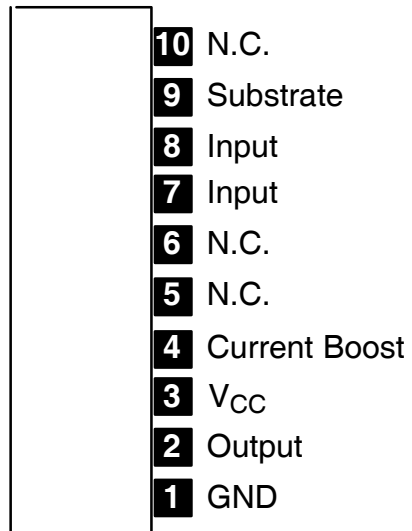 10 N.C.
9 Substrate
8 Input
7 Input
6 N.C.
5 N.C.
4 Current Boost
3 VCC
2 Output
1 GND